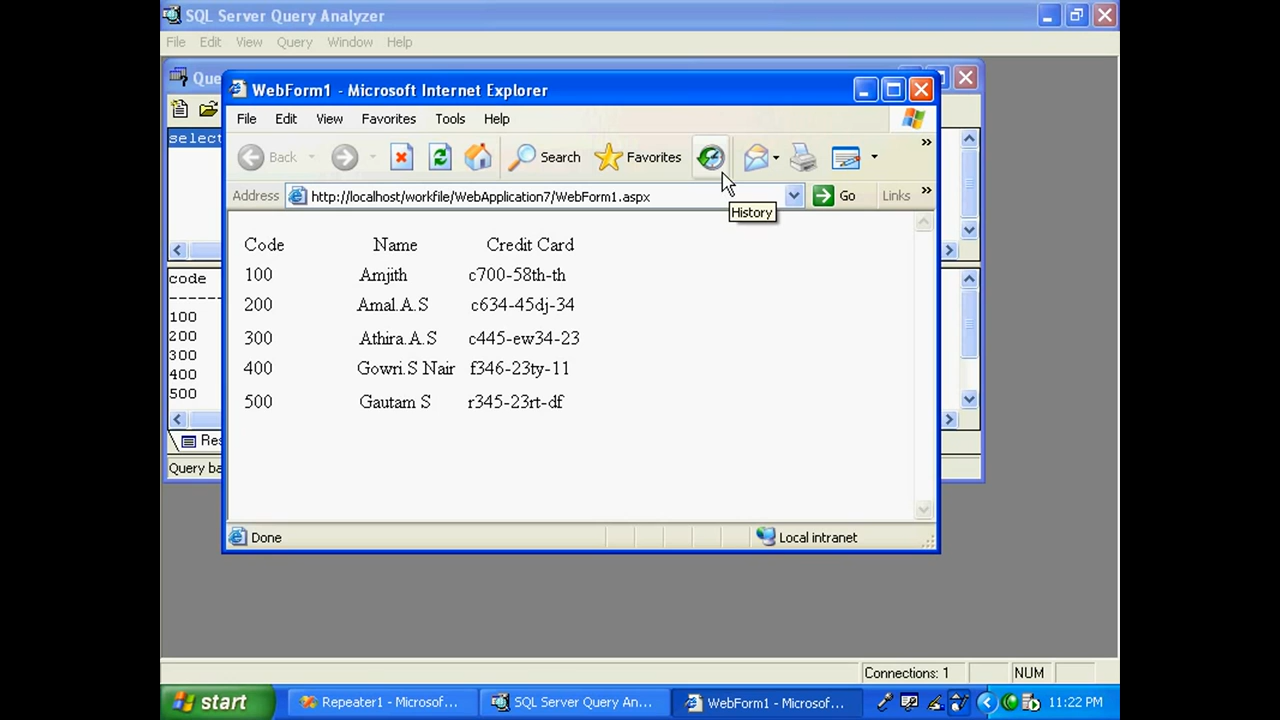 SQL Server Query Analyzer
File Edit View Query Window Help
Que
WebForm1 - Microsoft Internet Explorer
File Edit View Favorites Tools Help
select
Back Search Favorites
Address http://localhost/workfile/WebApplication7/WebForm1.aspx Go Links
History
Code Name Credit Card
100 Amjith c700-58th-th
200 Amal.A.S c634-45dj-34
300 Athira.A.S c445-ew34-23
400 Gowri.S Nair f346-23ty-11
500 Gautam S r345-23rt-df
code
------
100
200
300
400
500
Res
Query ba
Done Local intranet
Connections: 1 NUM
start Repeater1 - Microsof... SQL Server Query An... WebForm1 - Microsof... 11:22 PM